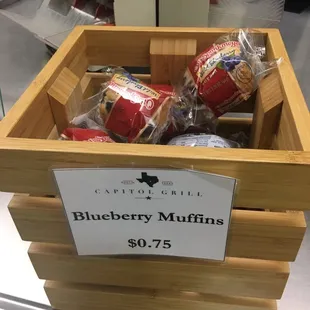 CAPITOL GRILL
Blueberry Muffins
$0.75